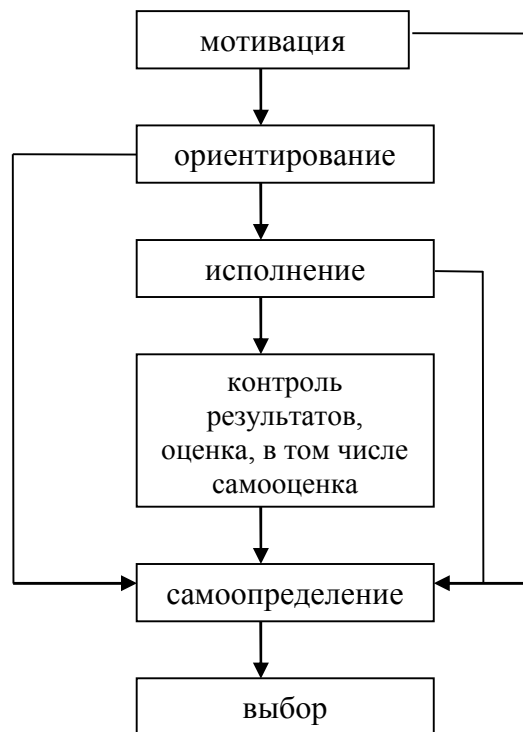 мотивация
ориентирование
исполнение
контроль
результатов,
оценка, в том числе
самооценка
самоопределение
выбор